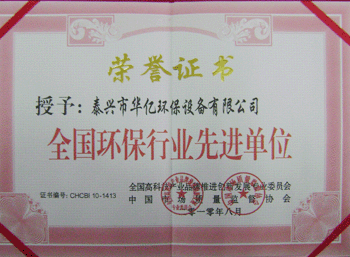 荣誉证书
授予：泰兴市华亿环保设备有限公司
全国环保行业先进单位
证书编号：CHCBI 10-1413
全国高科技产业品牌推进创新发展专业委员会
中国市场质量监督协会
二〇一〇年八月